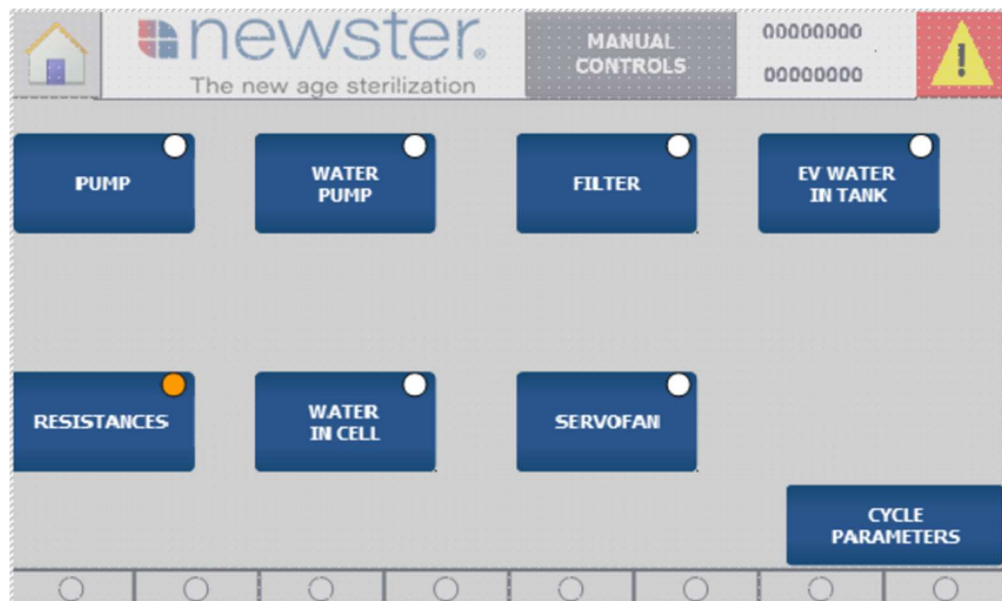 newster®
The new age sterilization
MANUAL
CONTROLS
00000000
00000000
!
PUMP
WATER
PUMP
FILTER
EV WATER
IN TANK
RESISTANCES
WATER
IN CELL
SERVOFAN
CYCLE
PARAMETERS